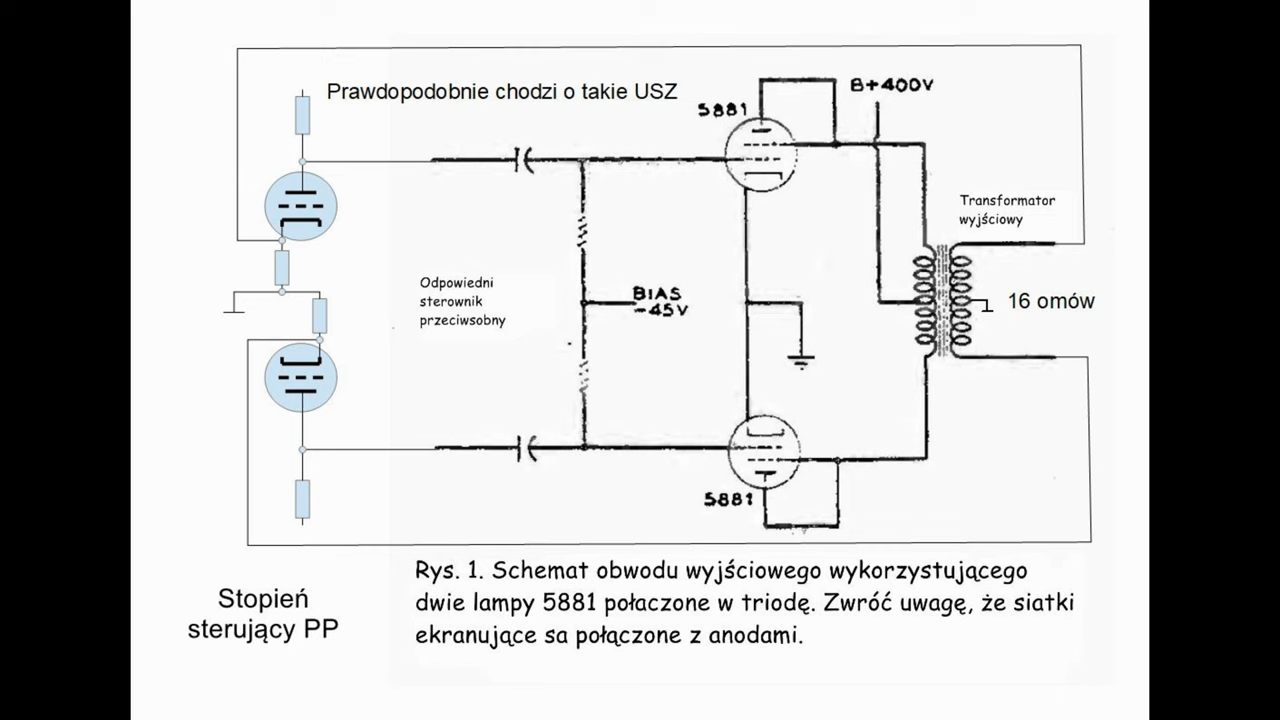 Prawdopodobnie chodzi o takie USZ
5881
B+400V
Transformator
wyjściowy
Odpowiedni
sterownik
przeciwsobny
BIAS
-45V
16 omów
5881
Rys. 1. Schemat obwodu wyjściowego wykorzystującego
dwie lampy 5881 połaczone w triodę. Zwróć uwagę, że siatki
ekranujące sa połączone z anodami.
Stopień
sterujący PP